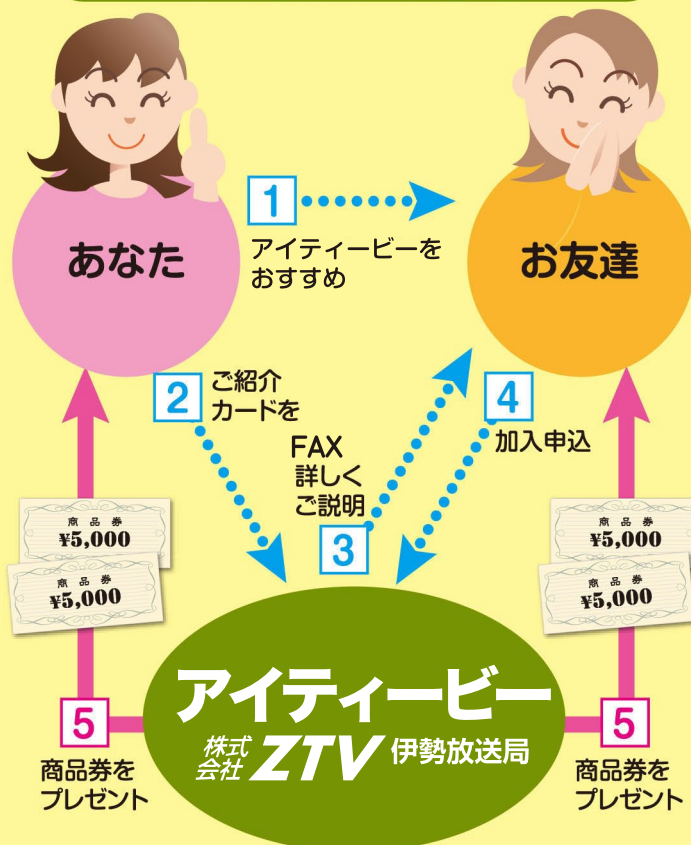 あなた
お友達
1
アイティービーを
おすすめ
2
ご紹介
カードを
FAX
詳しく
ご説明
3
4
加入申込
商品券
¥5,000
商品券
¥5,000
商品券
¥5,000
商品券
¥5,000
5
商品券を
プレゼント
アイティービー
株式
会社
ZTV 伊勢放送局
5
商品券を
プレゼント